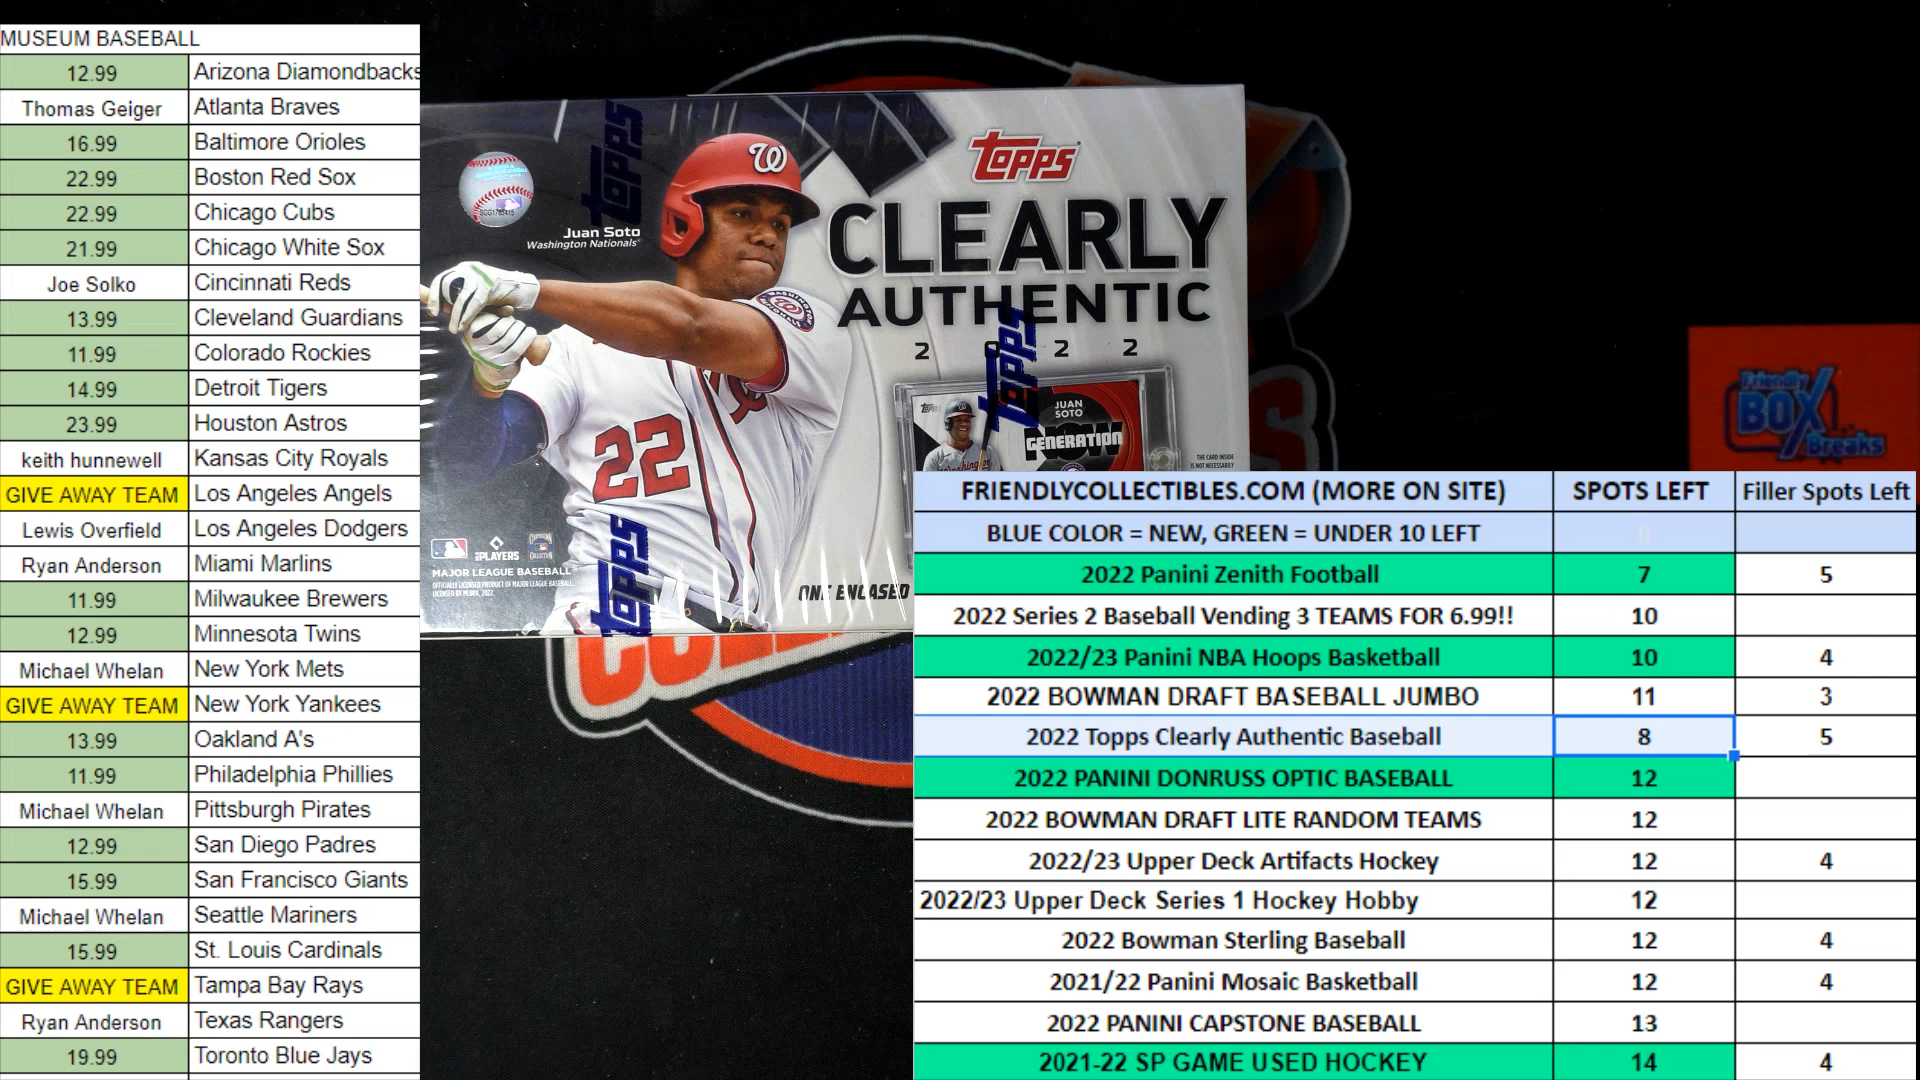 MUSEUM BASEBALL
12.99 Arizona Diamondbacks
Thomas Geiger Atlanta Braves
16.99 Baltimore Orioles
22.99 Boston Red Sox
22.99 Chicago Cubs
21.99 Chicago White Sox
Joe Solko Cincinnati Reds
13.99 Cleveland Guardians
11.99 Colorado Rockies
14.99 Detroit Tigers
23.99 Houston Astros
keith hunnewell Kansas City Royals
GIVE AWAY TEAM Los Angeles Angels
Lewis Overfield Los Angeles Dodgers
Ryan Anderson Miami Marlins
11.99 Milwaukee Brewers
12.99 Minnesota Twins
Michael Whelan New York Mets
GIVE AWAY TEAM New York Yankees
13.99 Oakland A's
11.99 Philadelphia Phillies
Michael Whelan Pittsburgh Pirates
12.99 San Diego Padres
15.99 San Francisco Giants
Michael Whelan Seattle Mariners
15.99 St. Louis Cardinals
GIVE AWAY TEAM Tampa Bay Rays
Ryan Anderson Texas Rangers
19.99 Toronto Blue Jays
Topps
Topps
Topps
Topps
W
Juan Soto
Washington Nationals
CLEARLY
AUTHENTIC
2 0 2 2
22
JUAN
SOTO
NOW
GENERATION
THE CARD INSIDE
IS NOT NECESSARILY
PLAYERS
MAJOR LEAGUE BASEBALL
ONE ENCASED
Friendly
BOX
Breaks
FRIENDLYCOLLECTIBLES.COM (MORE ON SITE) SPOTS LEFT Filler Spots Left
BLUE COLOR = NEW, GREEN = UNDER 10 LEFT 0
2022 Panini Zenith Football 7 5
2022 Series 2 Baseball Vending 3 TEAMS FOR 6.99!! 10
2022/23 Panini NBA Hoops Basketball 10 4
2022 BOWMAN DRAFT BASEBALL JUMBO 11 3
2022 Topps Clearly Authentic Baseball 8 5
2022 PANINI DONRUSS OPTIC BASEBALL 12
2022 BOWMAN DRAFT LITE RANDOM TEAMS 12
2022/23 Upper Deck Artifacts Hockey 12 4
2022/23 Upper Deck Series 1 Hockey Hobby 12
2022 Bowman Sterling Baseball 12 4
2021/22 Panini Mosaic Basketball 12 4
2022 PANINI CAPSTONE BASEBALL 13
2021-22 SP GAME USED HOCKEY 14 4